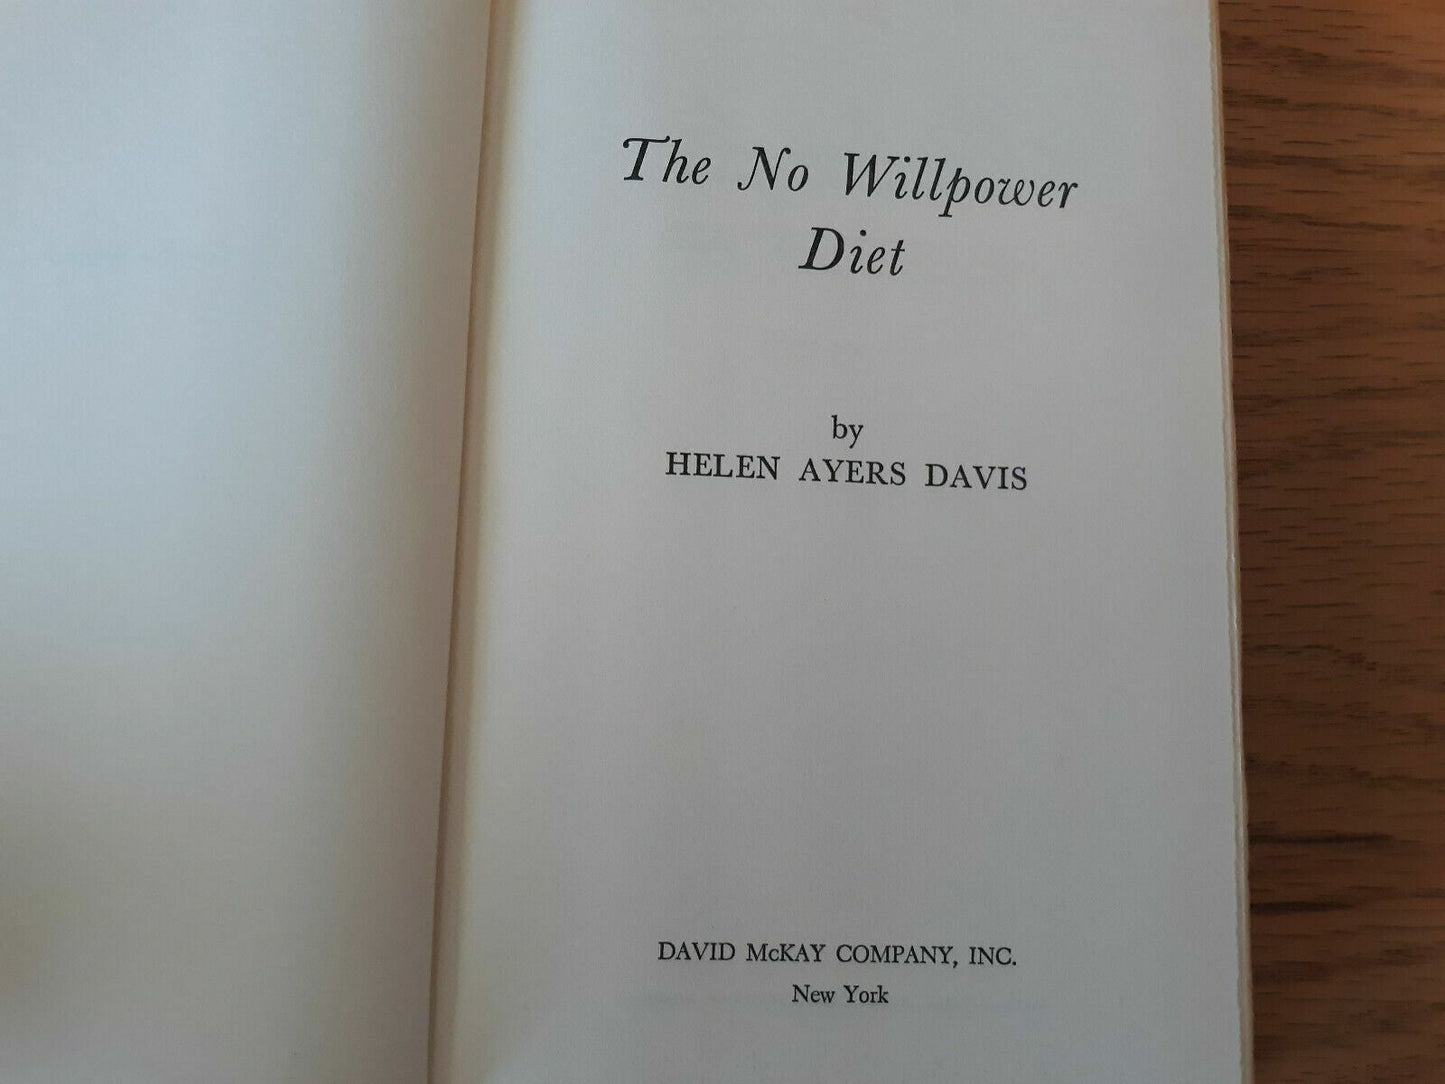 The No Willpower
Diet
by
HELEN AYERS DAVIS
DAVID McKAY COMPANY, INC.
New York